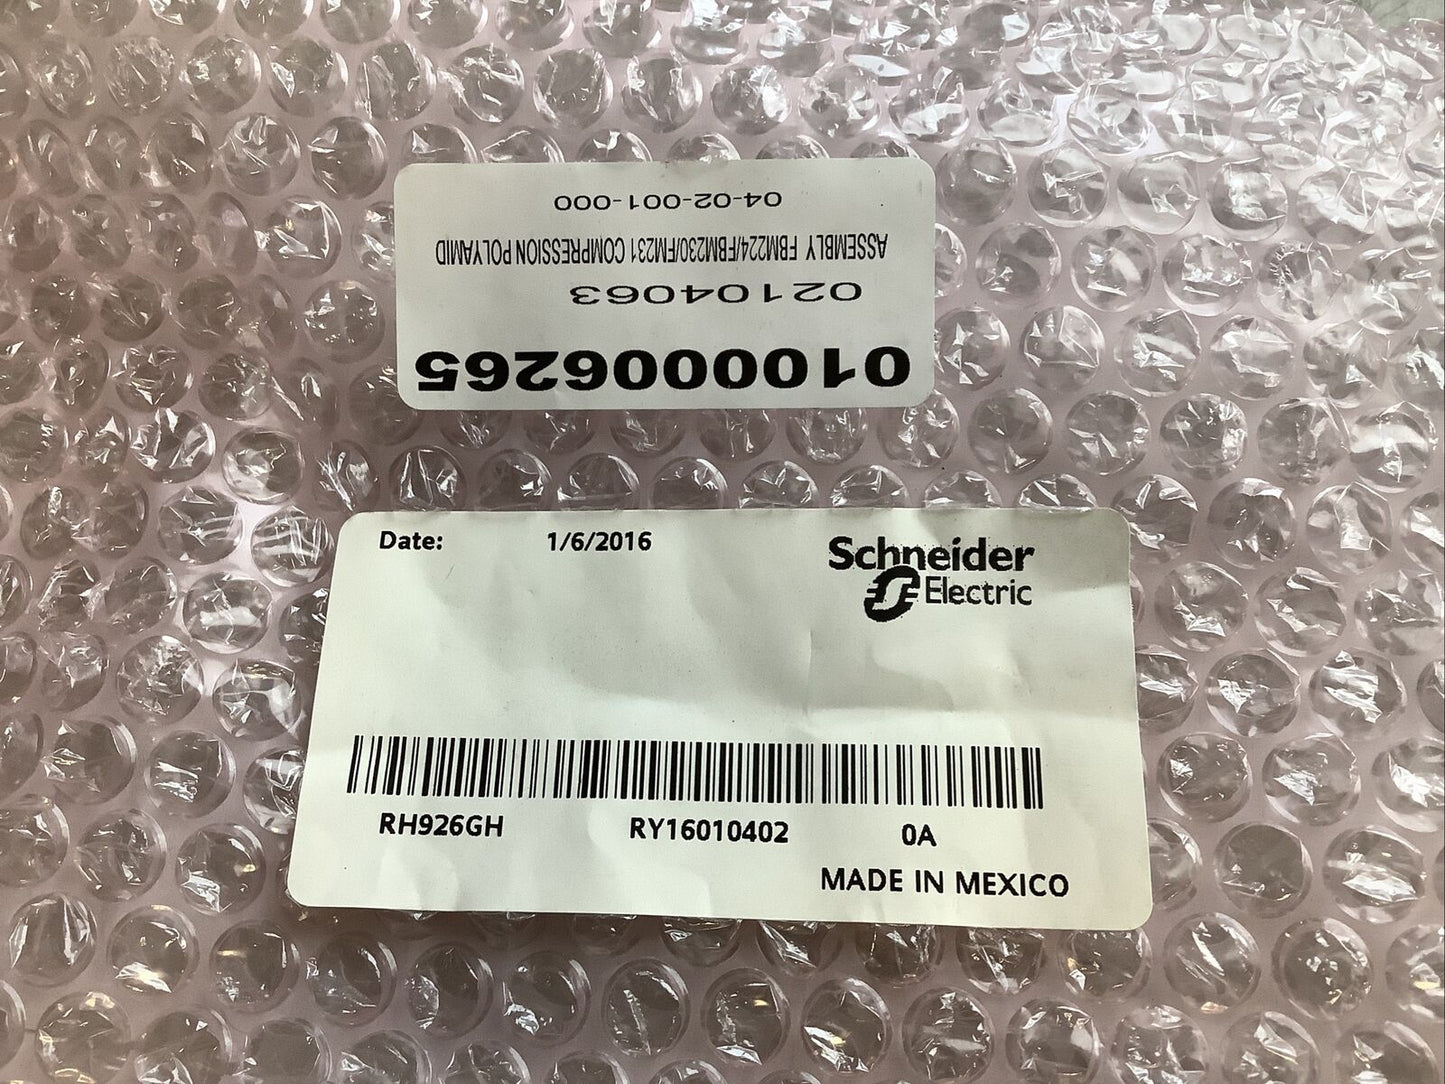 0100006265
02104063
ASSEMBLY FBM224/FBM230/FM231 COMPRESSION POLYAMID
04-02-001-000
Date: 1/6/2016
Schneider
Electric
RH926GH RY16010402 0A
MADE IN MEXICO